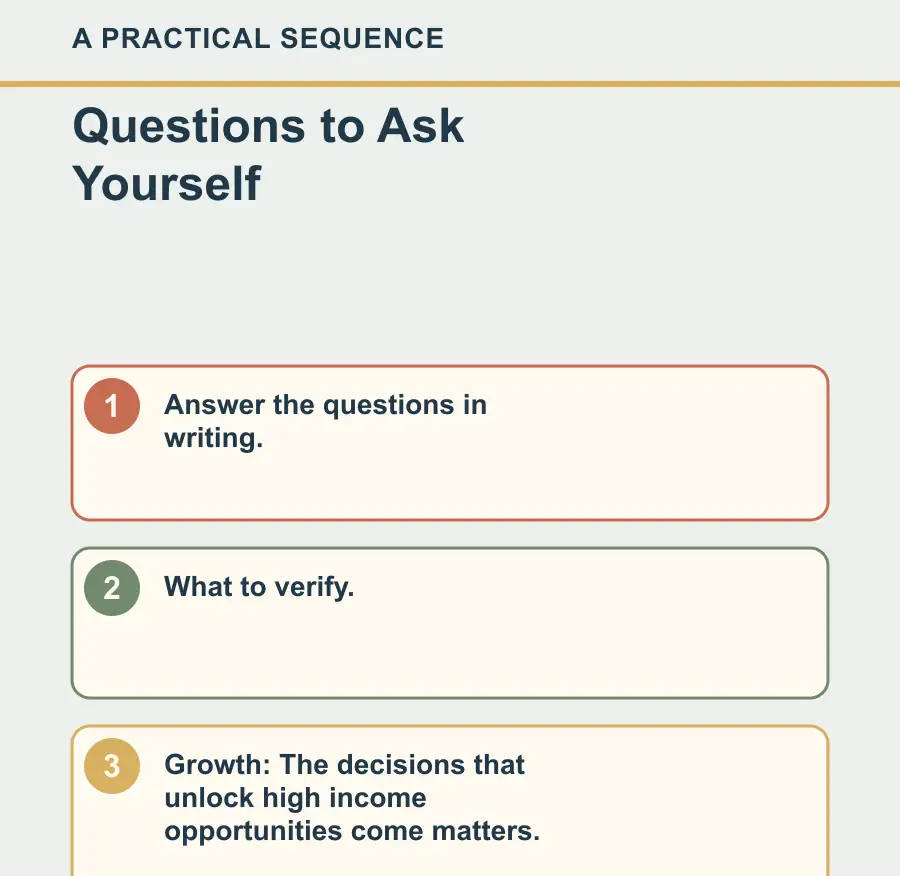 A PRACTICAL SEQUENCE
Questions to Ask
Yourself
1
Answer the questions in
writing.
2
What to verify.
3
Growth: The decisions that
unlock high income
opportunities come matters.